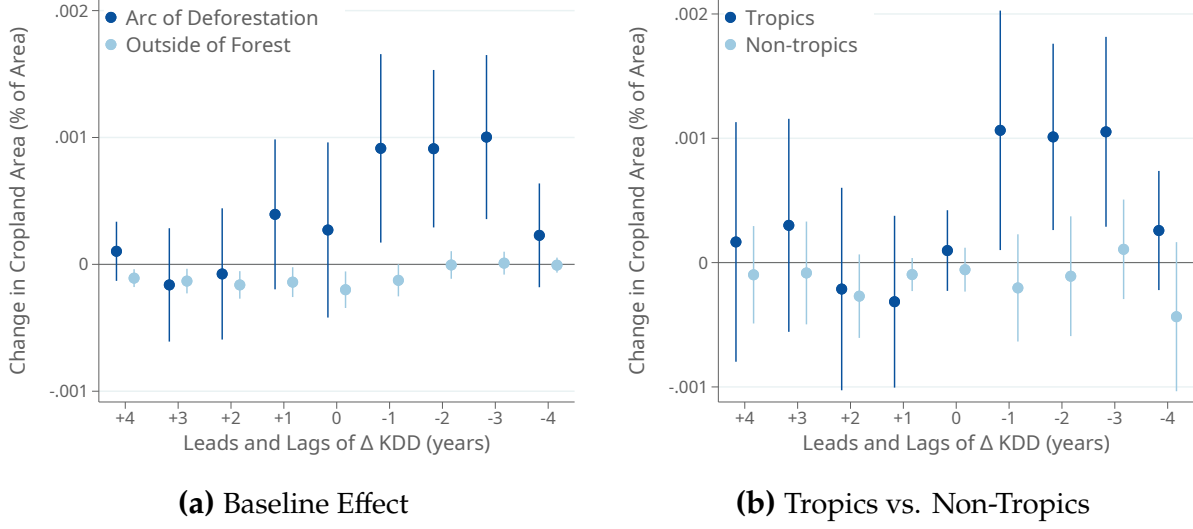 Change in Cropland Area (% of Area)
.002
.001
0
-.001
Arc of Deforestation
Outside of Forest
+4 +3 +2 +1 0 -1 -2 -3 -4
Leads and Lags of Δ KDD (years)
(a) Baseline Effect
Change in Cropland Area (% of Area)
.002
.001
0
-.001
Tropics
Non-tropics
+4 +3 +2 +1 0 -1 -2 -3 -4
Leads and Lags of Δ KDD (years)
(b) Tropics vs. Non-Tropics